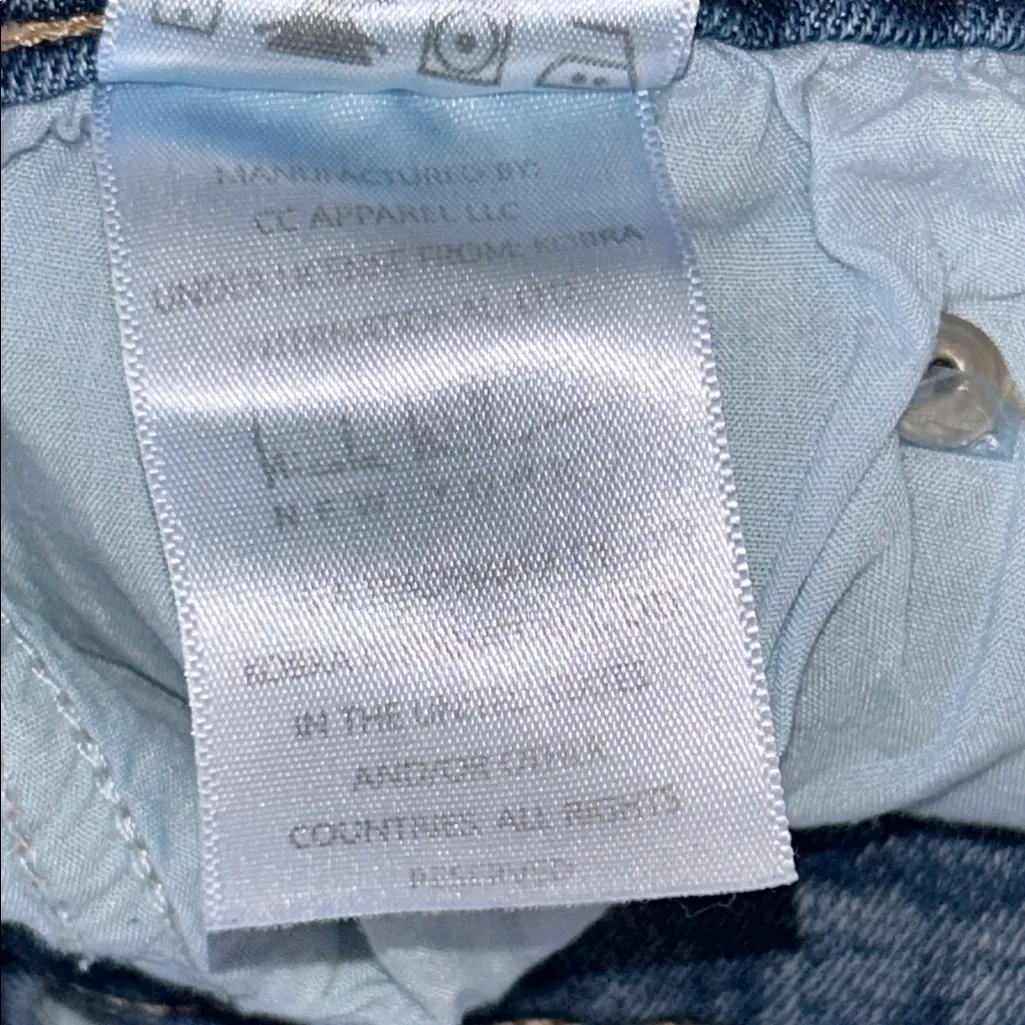 MANUFACTURED BY:
CC APPAREL LLC
UNDER LICENSE FROM: KOBRA
INTERNATIONAL, LTD
NEW YORK
KOBRA
IN THE UNITED STATES
AND/OR OTHER
COUNTRIES. ALL RIGHTS
RESERVED